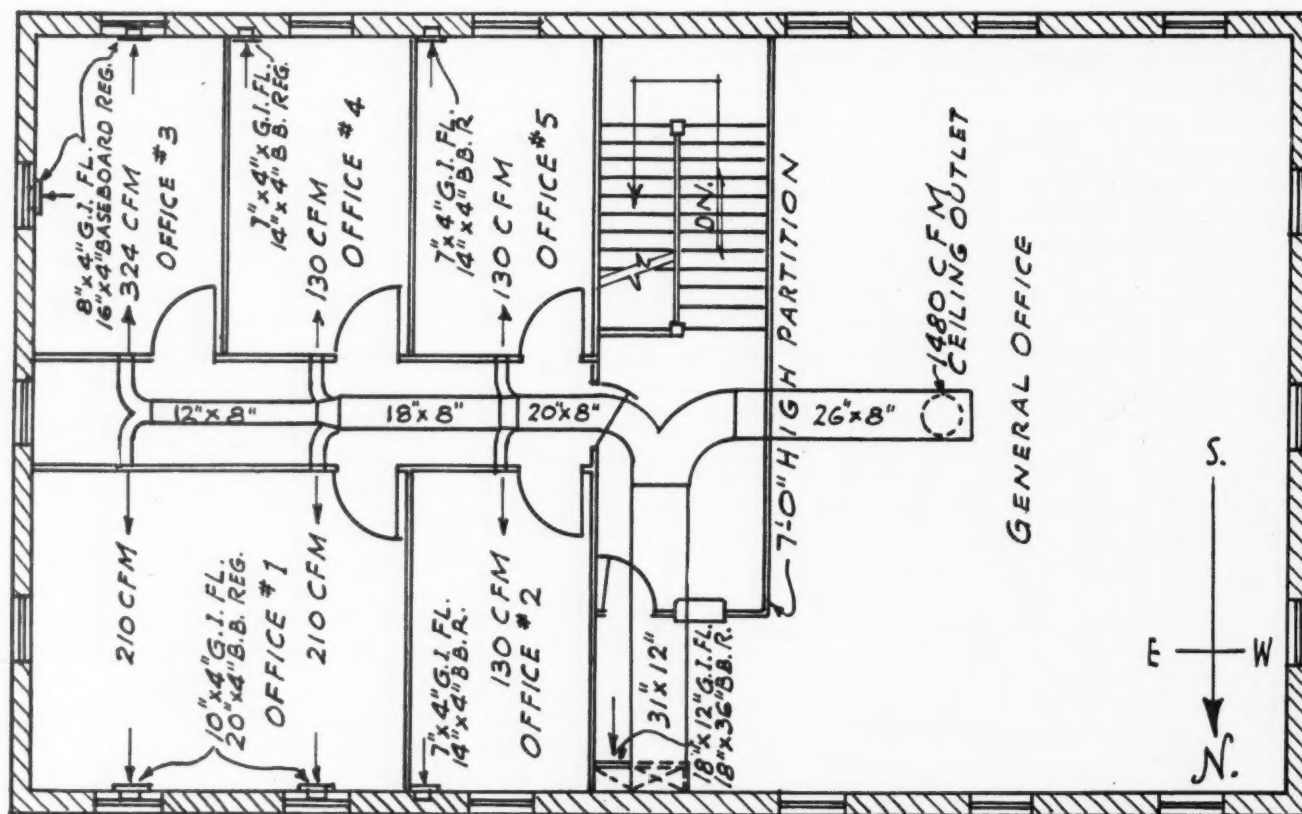 8"x4"G.I. FL.
16"x4"BASEBOARD REG.
324 CFM
OFFICE #3
7"x4"x G.I. FL.
14"x4"B.B. REG.
130 CFM
OFFICE #4
7"x4"G.I. FL.
14"x4"B.B. R
130 CFM
OFFICE #5
DN.
7'-0" HIGH PARTITION
1480 CFM
CEILING OUTLET
GENERAL OFFICE
12"x8"
18"x8"
20"x8"
26"x8"
210 CFM
10"x4"G.I. FL.
20"x4"B.B. REG.
OFFICE #1
210 CFM
7"x4"G.I. FL.
14"x4"BB.R.
130 CFM
OFFICE #2
31"x12"
18"x12"G.I. FL.
18"x36"B.R.
S.
E
W
N.